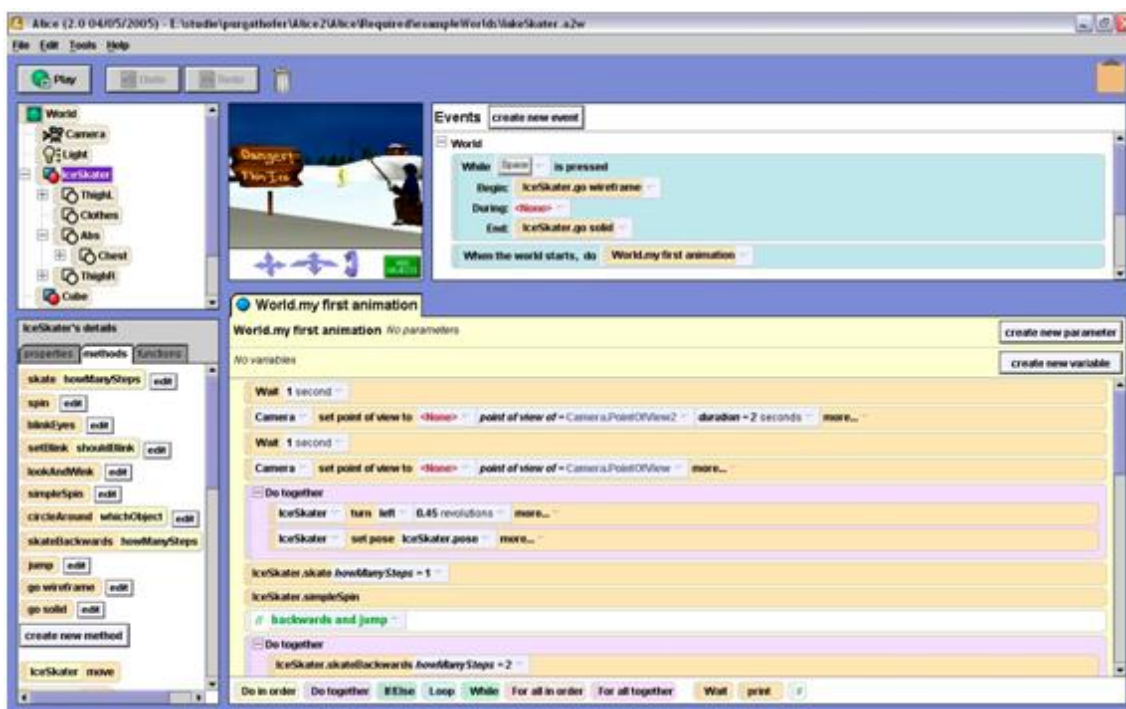 Alice (2.0 04/05/2005) - E:\studie\purgathofer\Alice2\Alice\Required\exampleWorlds\lakeSkater.a2w
File Edit Tools Help
Play Undo Redo
World
Camera
Light
IceSkater
ThighL
Clothes
Abs
Chest
ThighR
Cube
Danger!
Thin Ice
Events create new event
World
While Space is pressed
Begin: IceSkater.go wireframe
During: <None>
End: IceSkater.go solid
When the world starts, do World.my first animation
IceSkater's details
properties methods functions
skate howManySteps edit
spin edit
blinkEyes edit
setBlink shouldBlink edit
lookAndWink edit
simpleSpin edit
circleAround whichObject edit
skateBackwards howManySteps
jump edit
go wireframe edit
go solid edit
create new method
IceSkater move
World.my first animation
World.my first animation No parameters create new parameter
No variables create new variable
Wait 1 second
Camera set point of view to <None> point of view of = Camera.PointOfView2 duration = 2 seconds more...
Wait 1 second
Camera set point of view to <None> point of view of = Camera.PointOfView more...
Do together
IceSkater turn left 0.45 revolutions more...
IceSkater set pose IceSkater.pose more...
IceSkater.skate howManySteps = 1
IceSkater.simpleSpin
// backwards and jump
Do together
IceSkater.skateBackwards howManySteps = 2
Do in order Do together If/Else Loop While For all in order For all together Wait print //